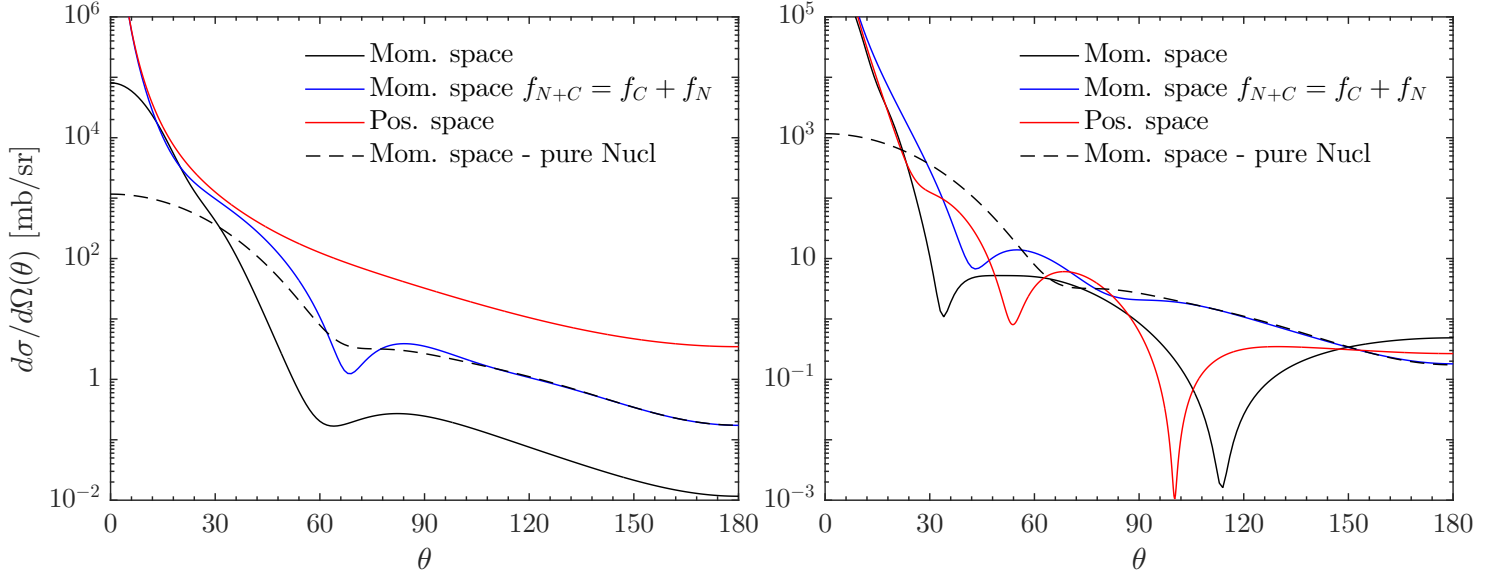 dσ/dΩ(θ) [mb/sr]
10^6
10^4
10^2
1
10^{-2}
0 30 60 90 120 150 180
θ
Mom. space
Mom. space f_{N+C} = f_C + f_N
Pos. space
Mom. space - pure Nucl
10^5
10^3
10
10^{-1}
10^{-3}
0 30 60 90 120 150 180
θ
Mom. space
Mom. space f_{N+C} = f_C + f_N
Pos. space
Mom. space - pure Nucl